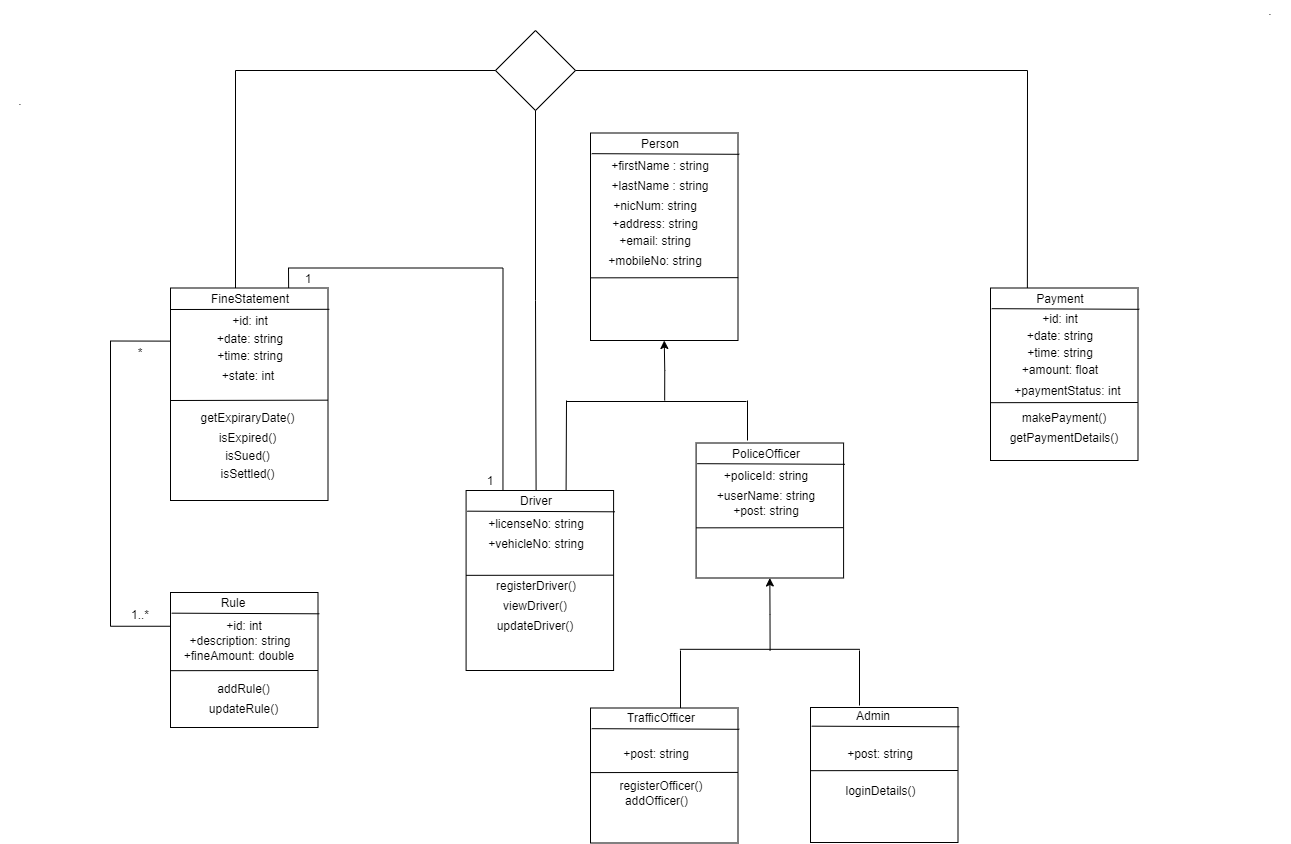 Person
+firstName : string
+lastName : string
+nicNum: string
+address: string
+email: string
+mobileNo: string
1
FineStatement
+id: int
+date: string
+time: string
+state: int
getExpiraryDate()
isExpired()
isSued()
isSettled()
*
Payment
+id: int
+date: string
+time: string
+amount: float
+paymentStatus: int
makePayment()
getPaymentDetails()
1
Driver
+licenseNo: string
+vehicleNo: string
registerDriver()
viewDriver()
updateDriver()
PoliceOfficer
+policeId: string
+userName: string
+post: string
1..*
Rule
+id: int
+description: string
+fineAmount: double
addRule()
updateRule()
TrafficOfficer
+post: string
registerOfficer()
addOfficer()
Admin
+post: string
loginDetails()